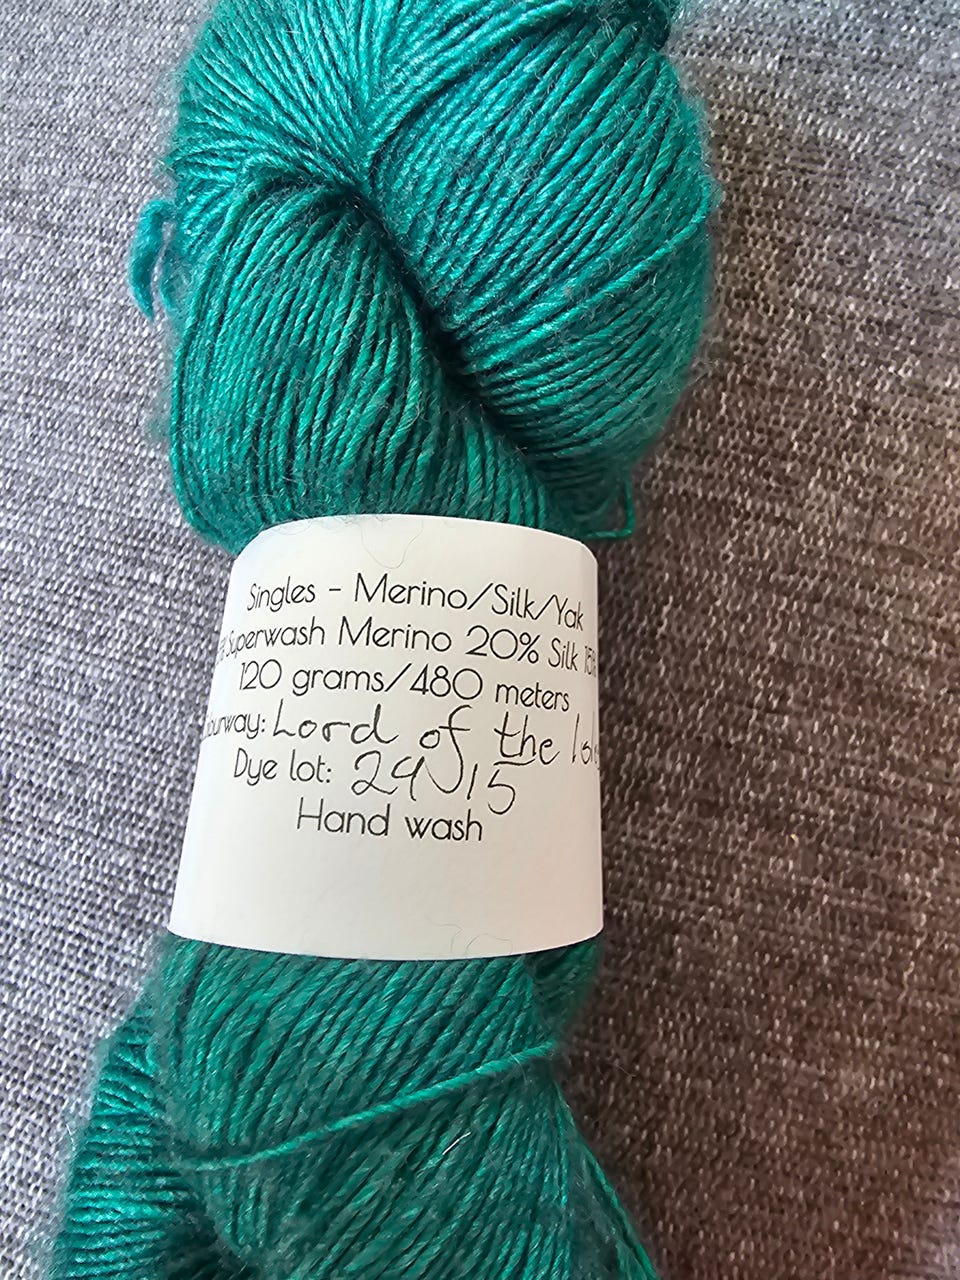 Singles - Merino/Silk/Yak
Superwash Merino 20% Silk
120 grams/480 meters
Lord of the
Dye lot:
Hand wash